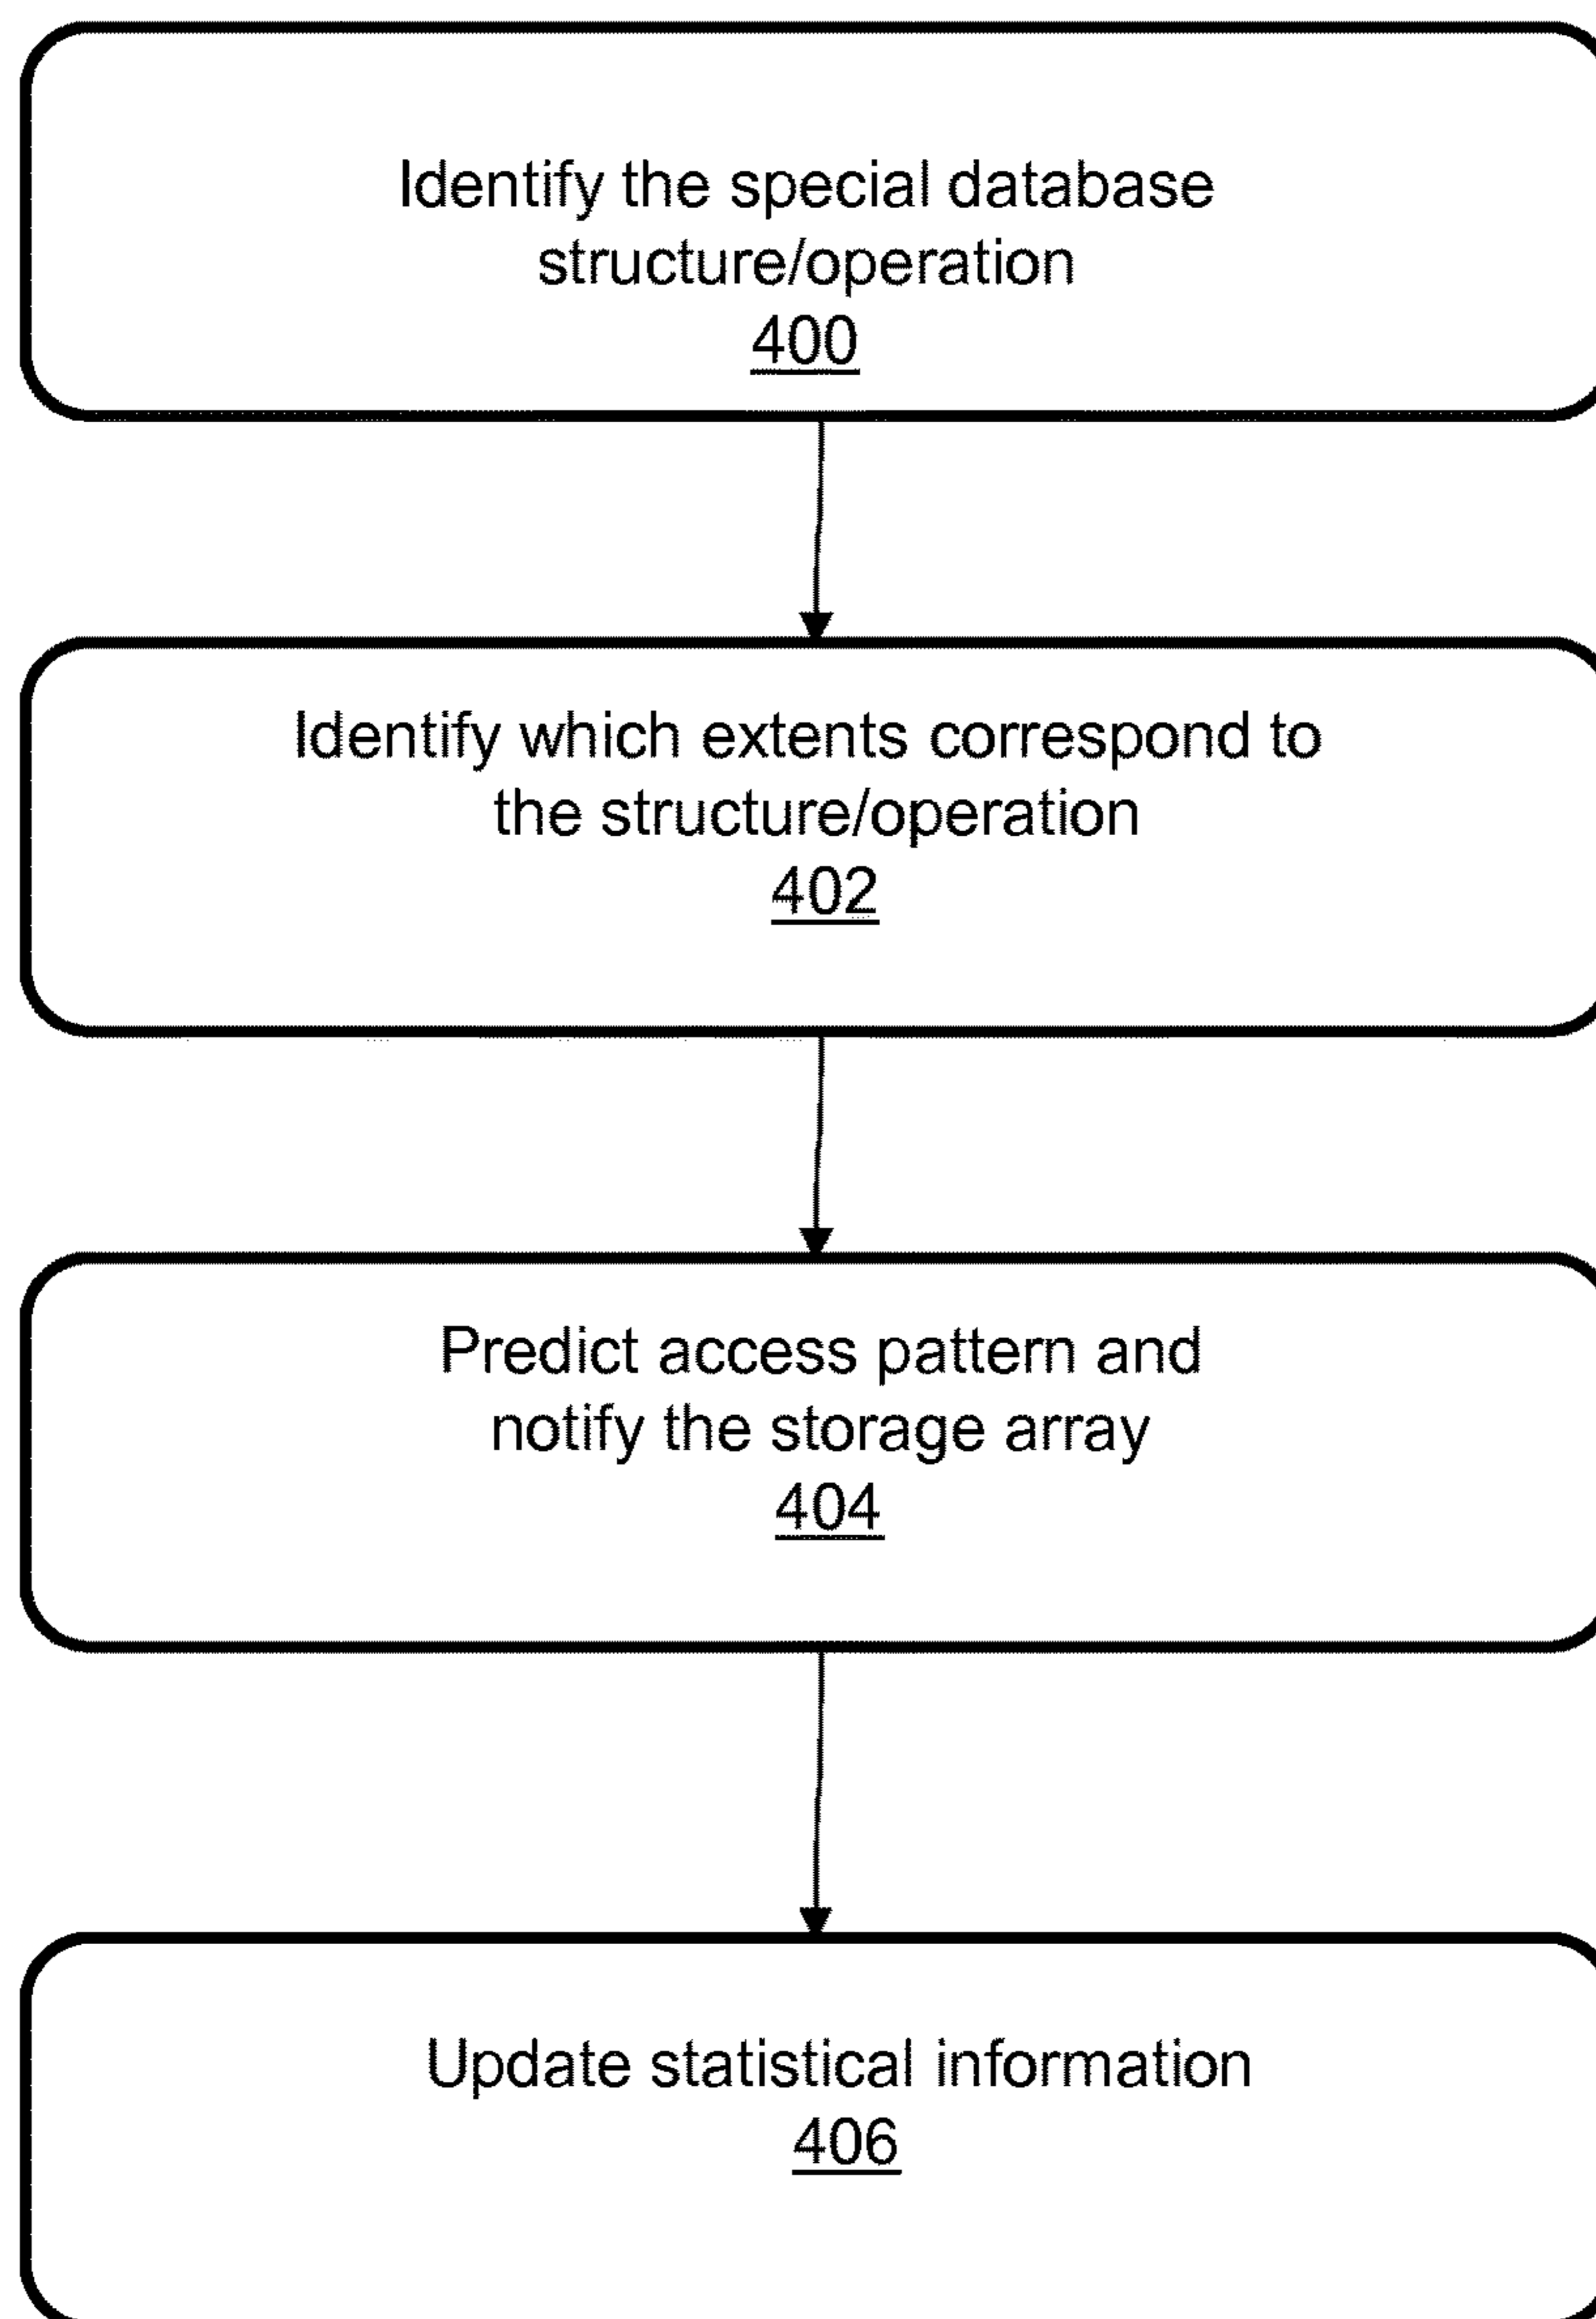 Identify the special database
structure/operation
400
Identify which extents correspond to
the structure/operation
402
Predict access pattern and
notify the storage array
404
Update statistical information
406